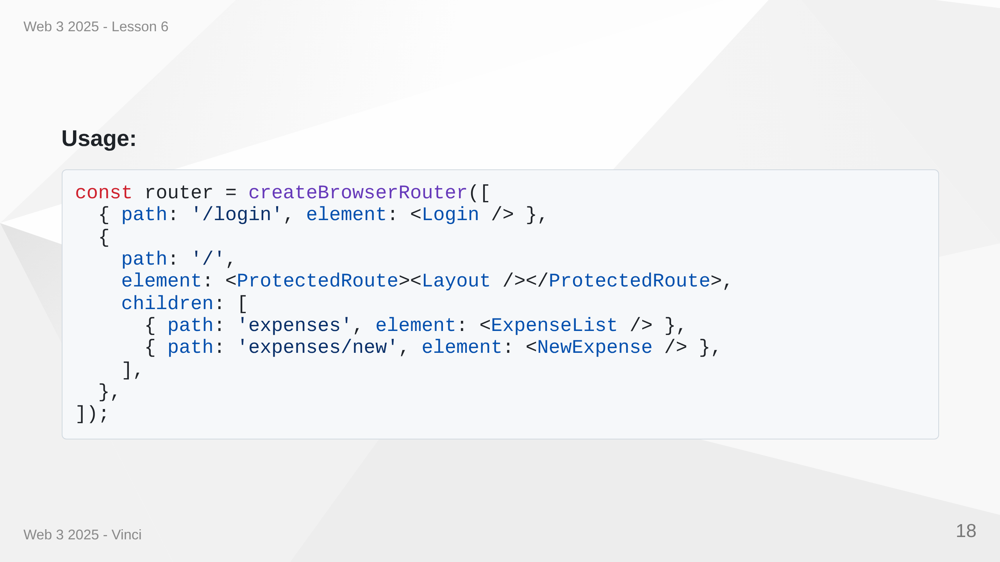 Web 3 2025 - Lesson 6
Usage:
const router = createBrowserRouter([
  { path: '/login', element: <Login /> },
  {
    path: '/',
    element: <ProtectedRoute><Layout /></ProtectedRoute>,
    children: [
      { path: 'expenses', element: <ExpenseList /> },
      { path: 'expenses/new', element: <NewExpense /> },
    ],
  },
]);
Web 3 2025 - Vinci
18